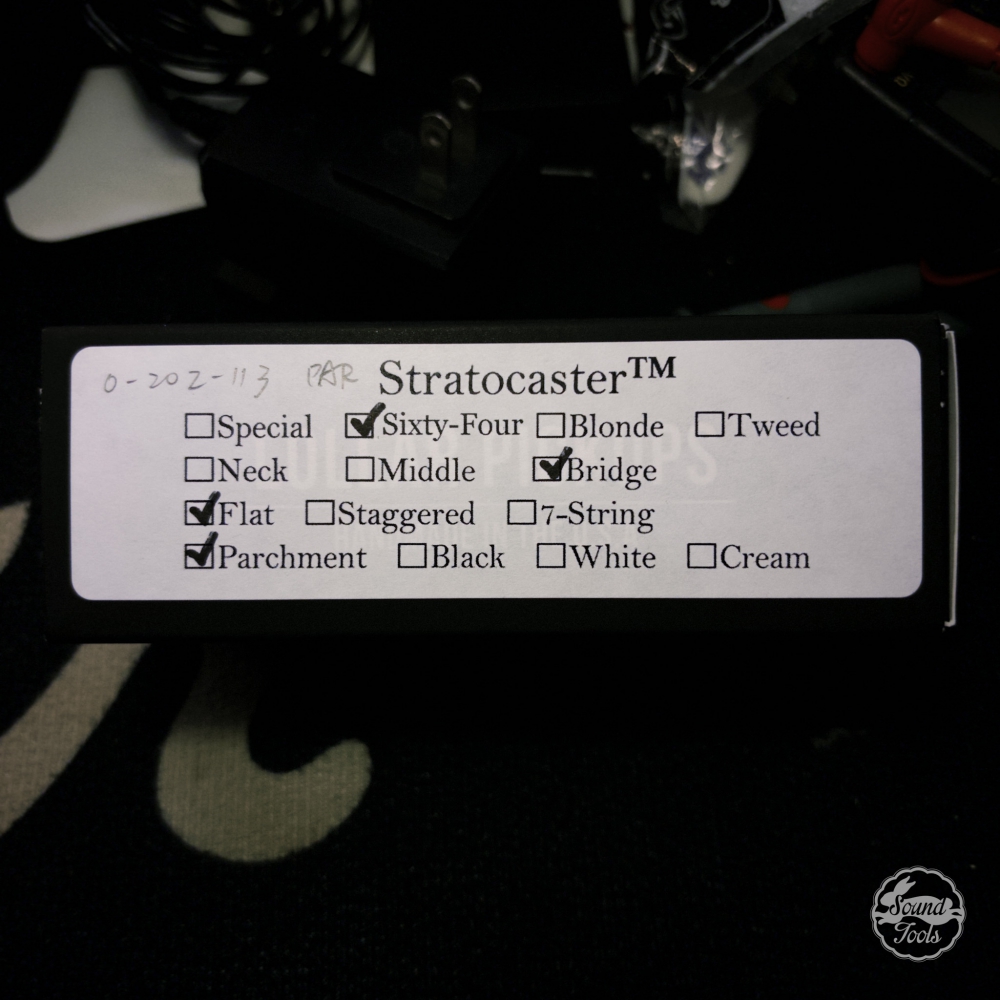 0-202-113 PAR Stratocaster™
☐Special ☑Sixty-Four ☐Blonde ☐Tweed
☐Neck ☐Middle ☑Bridge
☑Flat ☐Staggered ☐7-String
☑Parchment ☐Black ☐White ☐Cream
Sound
Tools